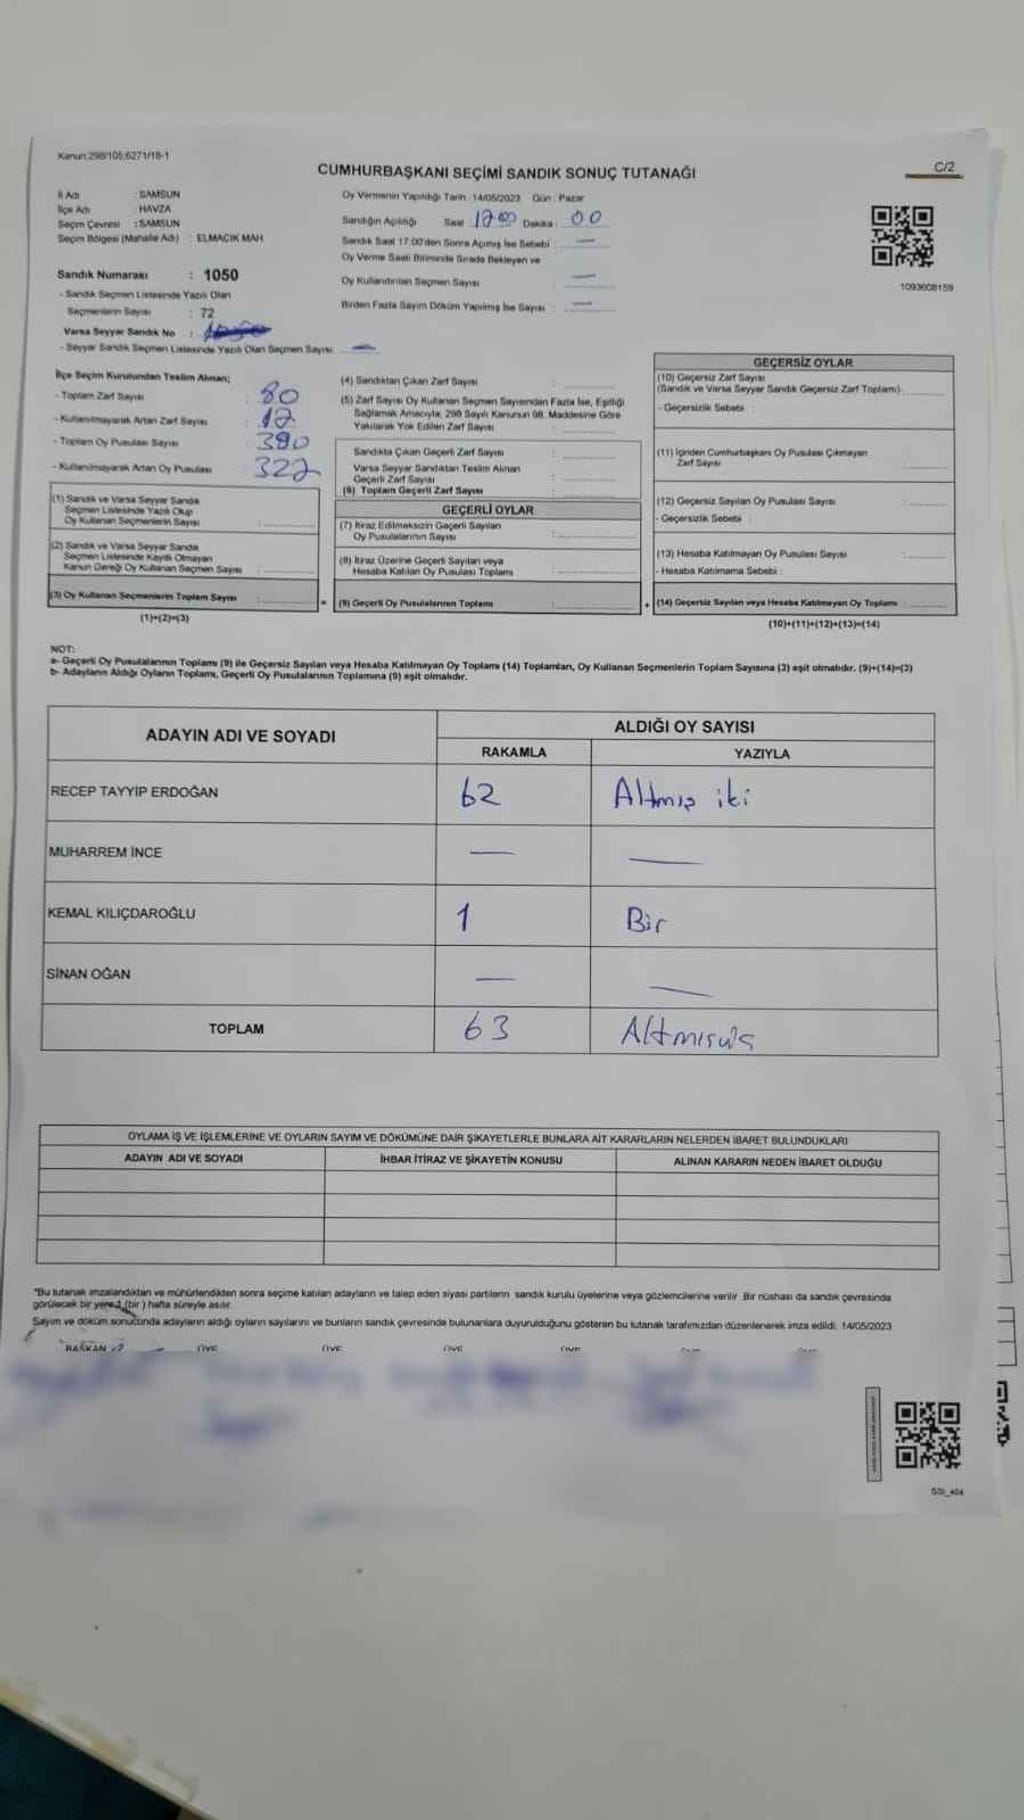 Kanun:298/105;6271/18-1
C/2
CUMHURBAŞKANI SEÇİMİ SANDIK SONUÇ TUTANAĞI
İl Adı : SAMSUN
İlçe Adı : HAVZA
Seçim Çevresi : SAMSUN
Seçim Bölgesi (Mahalle Adı) : ELMACIK MAH
Sandık Numarası : 1050
- Sandık Seçmen Listesinde Yazılı Olan
Seçmenlerin Sayısı : 72
Varsa Seyyar Sandık No :
- Seyyar Sandık Seçmen Listesinde Yazılı Olan Seçmen Sayısı: —
Oy Vermenin Yapıldığı Tarih : 14/05/2023 Gün : Pazar
Sandığın Açıldığı Saat : Dakika : 00
Sandık Saat 17:00'den Sonra Açılmış İse Sebebi : —
Oy Verme Saati Bitiminde Sırada Bekleyen ve
Oy Kullandırılan Seçmen Sayısı : —
Birden Fazla Sayım Döküm Yapılmış İse Sayısı : —
1093608159
İlçe Seçim Kurulundan Teslim Alınan;
- Toplam Zarf Sayısı : 80
- Kullanılmayarak Artan Zarf Sayısı : 12
- Toplam Oy Pusulası Sayısı : 390
- Kullanılmayarak Artan Oy Pusulası : 322
(1) Sandık ve Varsa Seyyar Sandık
Seçmen Listesinde Yazılı Olup
Oy Kullanan Seçmenlerin Sayısı :
(2) Sandık ve Varsa Seyyar Sandık
Seçmen Listesinde Kayıtlı Olmayan
Kanun Gereği Oy Kullanan Seçmen Sayısı :
(3) Oy Kullanan Seçmenlerin Toplam Sayısı :
(1)+(2)=(3)
(4) Sandıktan Çıkan Zarf Sayısı :
(5) Zarf Sayısı Oy Kullanan Seçmen Sayısından Fazla İse, Eşitliği
Sağlamak Amacıyla, 298 Sayılı Kanunun 98. Maddesine Göre
Yakılarak Yok Edilen Zarf Sayısı :
Sandıkta Çıkan Geçerli Zarf Sayısı :
Varsa Seyyar Sandıktan Teslim Alınan
Geçerli Zarf Sayısı :
(6) Toplam Geçerli Zarf Sayısı :
GEÇERLİ OYLAR
(7) İtiraz Edilmeksizin Geçerli Sayılan
Oy Pusulalarının Sayısı :
(8) İtiraz Üzerine Geçerli Sayılan veya
Hesaba Katılan Oy Pusulası Toplamı :
= (9) Geçerli Oy Pusulalarının Toplamı :
GEÇERSİZ OYLAR
(10) Geçersiz Zarf Sayısı
(Sandık ve Varsa Seyyar Sandık Geçersiz Zarf Toplamı) :
- Geçersizlik Sebebi :
(11) İçinden Cumhurbaşkanı Oy Pusulası Çıkmayan
Zarf Sayısı :
(12) Geçersiz Sayılan Oy Pusulası Sayısı :
- Geçersizlik Sebebi :
(13) Hesaba Katılmayan Oy Pusulası Sayısı :
- Hesaba Katılmama Sebebi :
+ (14) Geçersiz Sayılan veya Hesaba Katılmayan Oy Toplamı :
(10)+(11)+(12)+(13)=(14)
NOT:
a- Geçerli Oy Pusulalarının Toplamı (9) ile Geçersiz Sayılan veya Hesaba Katılmayan Oy Toplamı (14) Toplamları, Oy Kullanan Seçmenlerin Toplam Sayısına (3) eşit olmalıdır. (9)+(14)=(3)
b- Adayların Aldığı Oyların Toplamı, Geçerli Oy Pusulalarının Toplamına (9) eşit olmalıdır.
ADAYIN ADI VE SOYADI
ALDIĞI OY SAYISI
RAKAMLA YAZIYLA
RECEP TAYYİP ERDOĞAN 62 Altmış iki
MUHARREM İNCE — —
KEMAL KILIÇDAROĞLU 1 Bir
SİNAN OĞAN — —
TOPLAM 63 Altmışüç
OYLAMA İŞ VE İŞLEMLERİNE VE OYLARIN SAYIM VE DÖKÜMÜNE DAİR ŞİKAYETLERLE BUNLARA AİT KARARLARIN NELERDEN İBARET BULUNDUKLARI
ADAYIN ADI VE SOYADI İHBAR İTİRAZ VE ŞİKAYETİN KONUSU ALINAN KARARIN NEDEN İBARET OLDUĞU
"Bu tutanak imzalandıktan ve mühürlendikten sonra seçime katılan adayların ve talep eden siyasi partilerin sandık kurulu üyelerine veya gözlemcilerine verilir. Bir nüshası da sandık çevresinde
görülecek bir yere 1 (bir ) hafta süreyle asılır.
Sayım ve döküm sonucunda adayların aldığı oyların sayılarını ve bunların sandık çevresinde bulunanlara duyurulduğunu gösteren bu tutanak tarafımızdan düzenlenerek imza edildi. 14/05/2023
BAŞKAN ÜYE ÜYE ÜYE ÜYE